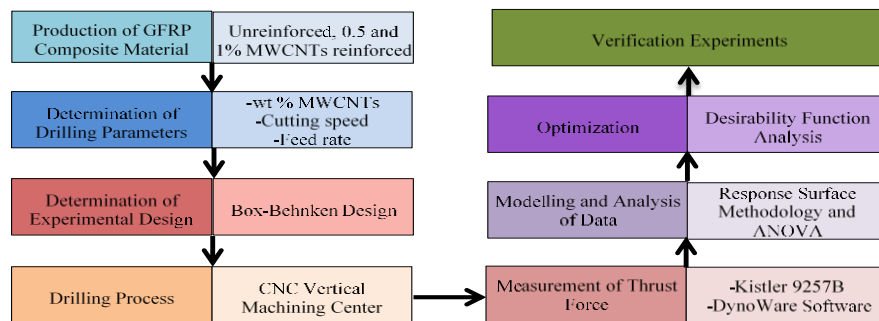 Production of GFRP
Composite Material
Unreinforced, 0.5 and
1% MWCNTs reinforced
Determination of
Drilling Parameters
-wt % MWCNTs
-Cutting speed
-Feed rate
Determination of
Experimental Design
Box-Behnken Design
Drilling Process
CNC Vertical
Machining Center
Measurement of Thrust
Force
-Kistler 9257B
-DynoWare Software
Modelling and Analysis
of Data
Response Surface
Methodology and
ANOVA
Optimization
Desirability Function
Analysis
Verification Experiments